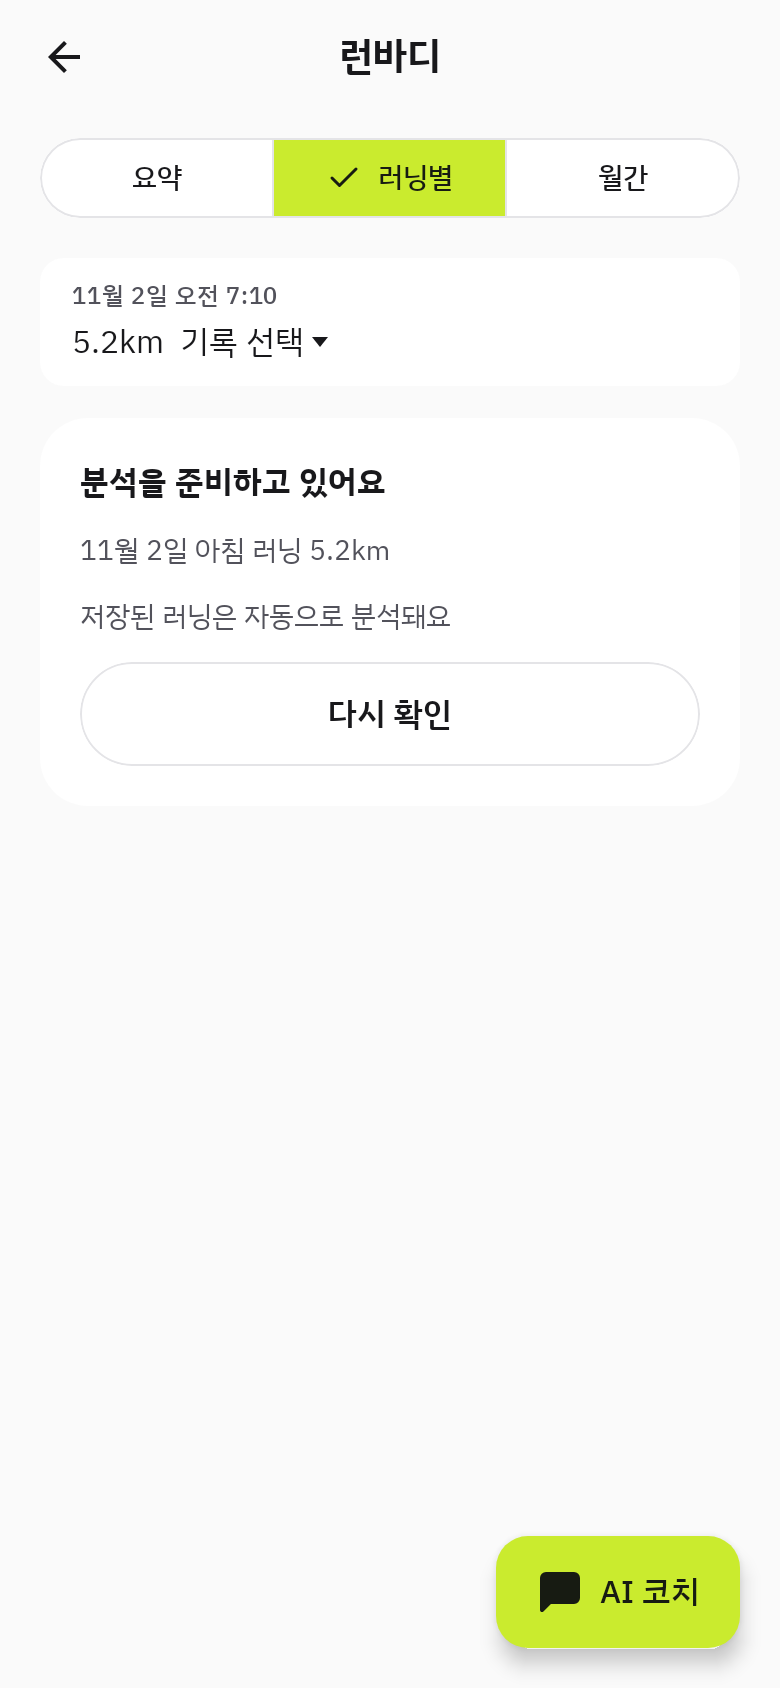 런바디
요약
러닝별
월간
11월 2일 오전 7:10
5.2km 기록 선택
분석을 준비하고 있어요
11월 2일 아침 러닝 5.2km
저장된 러닝은 자동으로 분석돼요
다시 확인
AI 코치